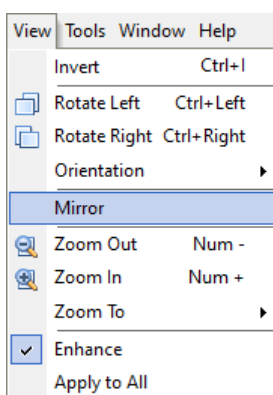 View Tools Window Help
Invert Ctrl+I
Rotate Left Ctrl+Left
Rotate Right Ctrl+Right
Orientation
Mirror
Zoom Out Num -
Zoom In Num +
Zoom To
Enhance
Apply to All